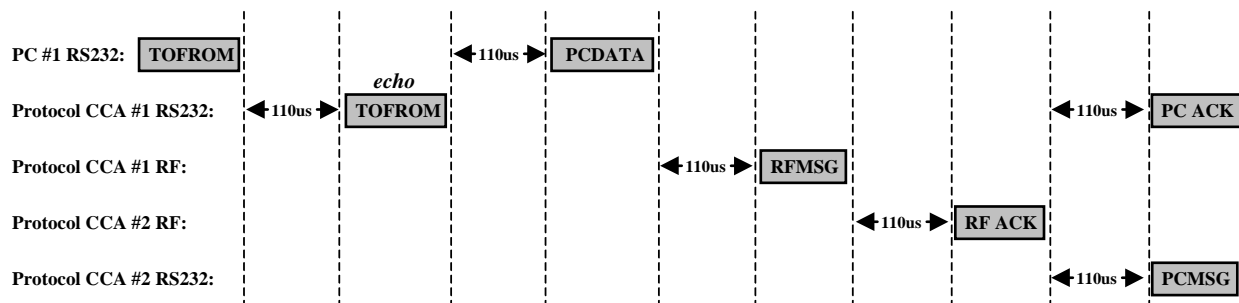 PC #1 RS232: TOFROM 110us PCDATA
echo
Protocol CCA #1 RS232: 110us TOFROM 110us PC ACK
Protocol CCA #1 RF: 110us RFMSG
Protocol CCA #2 RF: 110us RF ACK
Protocol CCA #2 RS232: 110us PCMSG